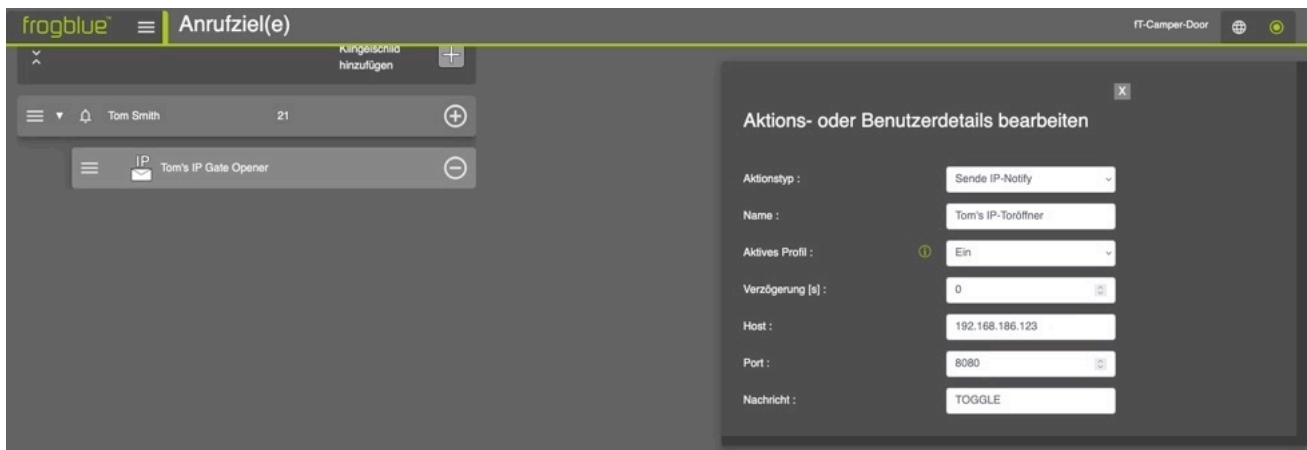 frogblue™ Anrufziel(e) fT-Camper-Door
Klingelschild
hinzufügen
Tom Smith 21
IP Tom's IP Gate Opener
X
Aktions- oder Benutzerdetails bearbeiten
Aktionstyp : Sende IP-Notify
Name : Tom's IP-Toröffner
Aktives Profil : Ein
Verzögerung [s] : 0
Host : 192.168.186.123
Port : 8080
Nachricht : TOGGLE